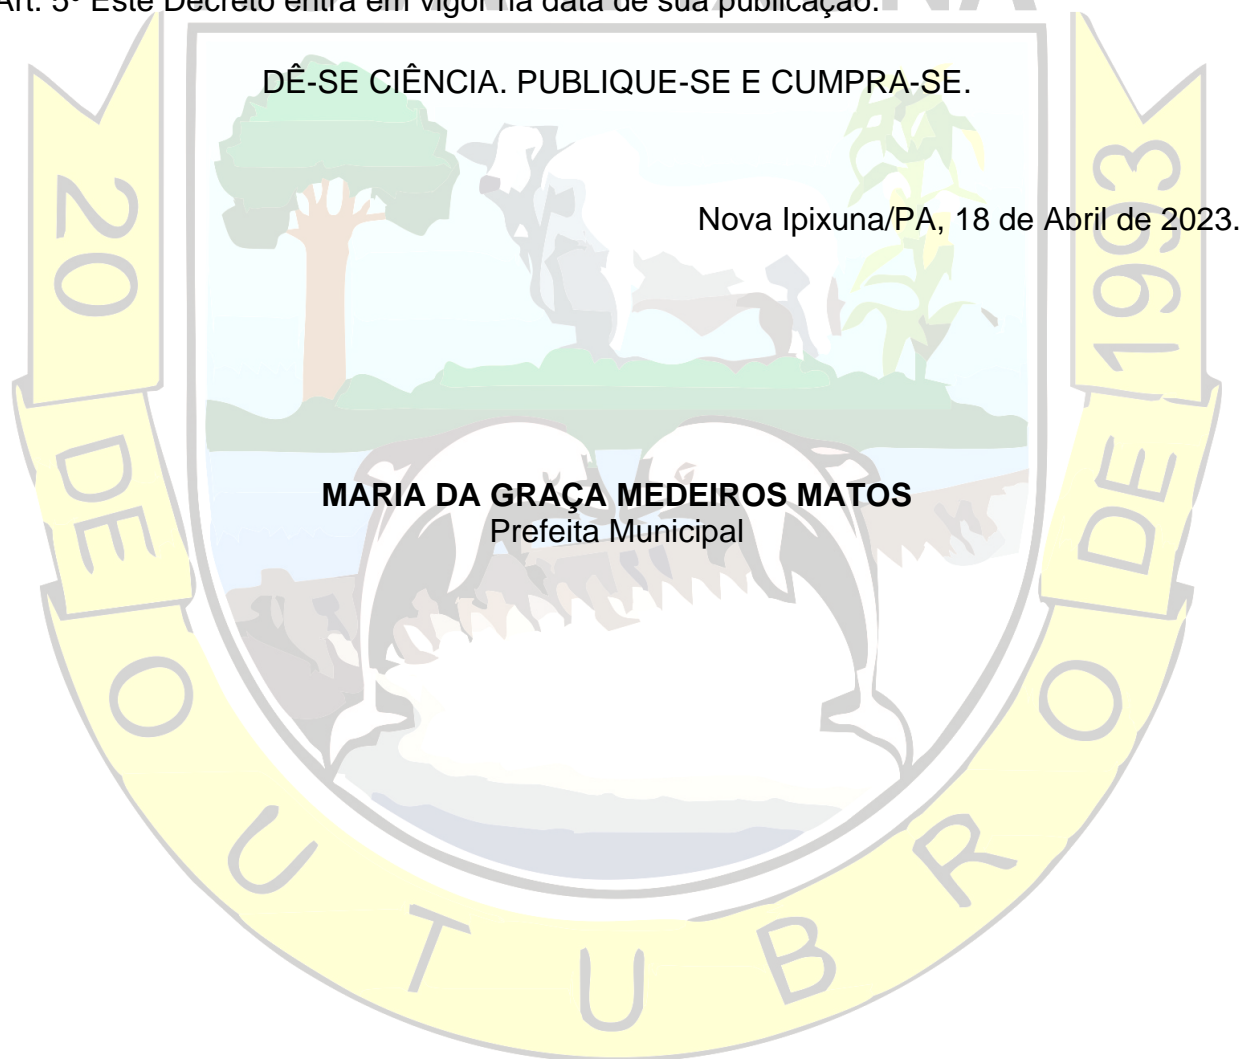 Art. 5º Este Decreto entra em vigor na data de sua publicação.
DÊ-SE CIÊNCIA. PUBLIQUE-SE E CUMPRA-SE.
Nova Ipixuna/PA, 18 de Abril de 2023.
MARIA DA GRAÇA MEDEIROS MATOS
Prefeita Municipal
20 DE OUTUBRO DE 1993